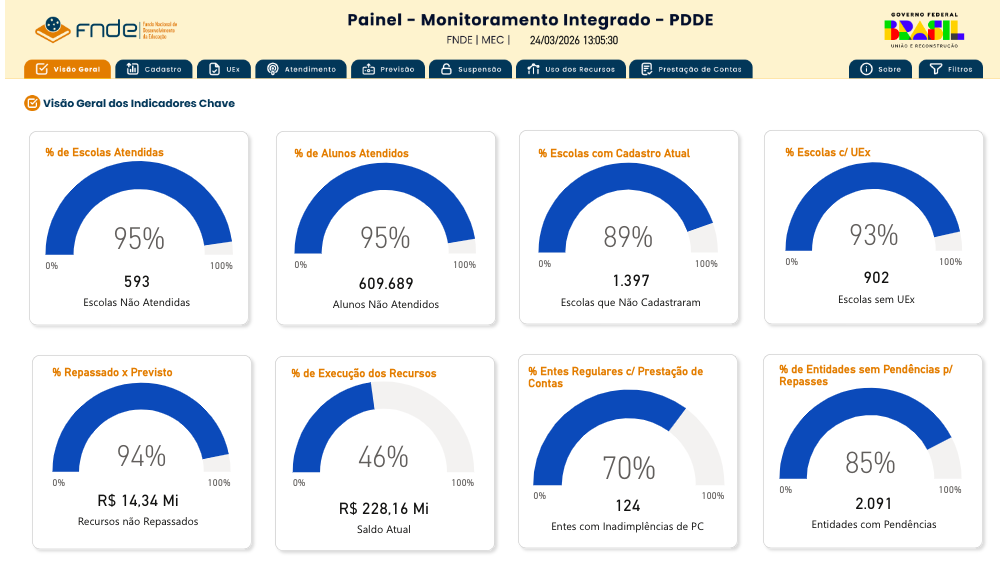 Painel - Monitoramento Integrado - PDDE
fnde
Fundo Nacional de
Desenvolvimento
da Educação
FNDE | MEC | 24/03/2026 13:05:30
GOVERNO FEDERAL
BRASIL
UNIÃO E RECONSTRUÇÃO
Visão Geral
Cadastro
UEx
Atendimento
Previsão
Suspensão
Uso dos Recursos
Prestação de Contas
Sobre
Filtros
Visão Geral dos Indicadores Chave
% de Escolas Atendidas
95%
0% 100%
593
Escolas Não Atendidas
% de Alunos Atendidos
95%
0% 100%
609.689
Alunos Não Atendidos
% Escolas com Cadastro Atual
89%
0% 100%
1.397
Escolas que Não Cadastraram
% Escolas c/ UEx
93%
0% 100%
902
Escolas sem UEx
% Repassado x Previsto
94%
0% 100%
R$ 14,34 Mi
Recursos não Repassados
% de Execução dos Recursos
46%
0% 100%
R$ 228,16 Mi
Saldo Atual
% Entes Regulares c/ Prestação de
Contas
70%
0% 100%
124
Entes com Inadimplências de PC
% de Entidades sem Pendências p/
Repasses
85%
0% 100%
2.091
Entidades com Pendências